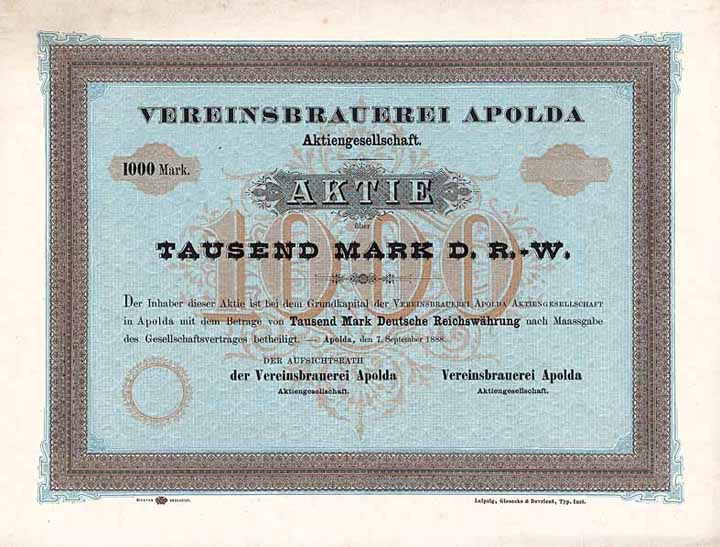 VEREINSBRAUEREI APOLDA
Aktiengesellschaft.
1000 Mark.
AKTIE
über
1000
TAUSEND MARK D. R.-W.
Der Inhaber dieser Aktie ist bei dem Grundkapital der VEREINSBRAUEREI APOLDA AKTIENGESELLSCHAFT
in Apolda mit dem Betrage von Tausend Mark Deutsche Reichswährung nach Maassgabe
des Gesellschaftsvertrages betheiligt. — Apolda, den 7. September 1888.
DER AUFSICHTSRATH
der Vereinsbrauerei Apolda
Aktiengesellschaft.
Vereinsbrauerei Apolda
Aktiengesellschaft.
Leipzig, Giesecke & Devrient, Typ. Inst.